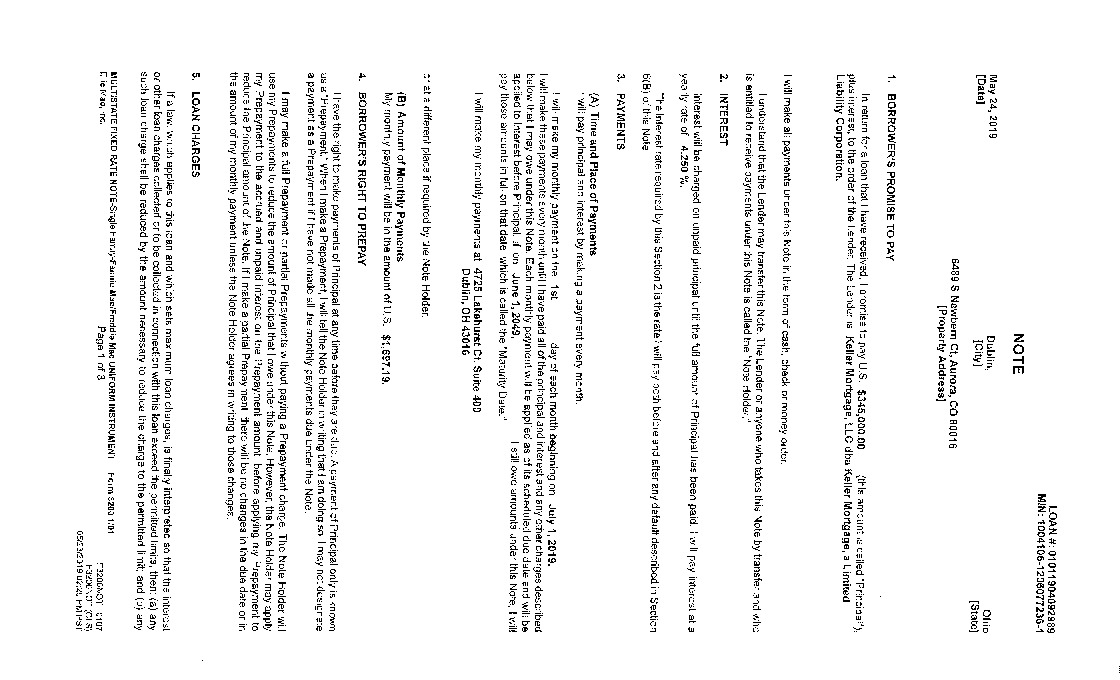 LOAN #: 01011904092989
MIN: 1004106-1236077236-1
NOTE
May 24, 2019
[Date]
Dublin,
[City]
Ohio
[State]
6489 S Newbern Ct, Aurora, CO 80016
[Property Address]
1. BORROWER'S PROMISE TO PAY
In return for a loan that I have received, I promise to pay U.S. $345,000.00 (this amount is called "Principal"),
plus interest, to the order of the Lender. The Lender is Keller Mortgage, LLC dba Keller Mortgage, a Limited
Liability Corporation.
I will make all payments under this Note in the form of cash, check or money order.
I understand that the Lender may transfer this Note. The Lender or anyone who takes this Note by transfer and who
is entitled to receive payments under this Note is called the "Note Holder."
2. INTEREST
Interest will be charged on unpaid principal until the full amount of Principal has been paid. I will pay interest at a
yearly rate of 4.250 %.
The interest rate required by this Section 2 is the rate I will pay both before and after any default described in Section
6(B) of this Note.
3. PAYMENTS
(A) Time and Place of Payments
I will pay principal and interest by making a payment every month.
I will make my monthly payment on the 1st day of each month beginning on July 1, 2019.
I will make these payments every month until I have paid all of the principal and interest and any other charges described
below that I may owe under this Note. Each monthly payment will be applied as of its scheduled due date and will be
applied to interest before Principal. If, on June 1, 2049, I still owe amounts under this Note, I will
pay those amounts in full on that date, which is called the "Maturity Date."
I will make my monthly payments at 4725 Lakehurst Ct Suite 400
Dublin, OH 43016
or at a different place if required by the Note Holder.
(B) Amount of Monthly Payments
My monthly payment will be in the amount of U.S. $1,697.19.
4. BORROWER'S RIGHT TO PREPAY
I have the right to make payments of Principal at any time before they are due. A payment of Principal only is known
as a "Prepayment." When I make a Prepayment, I will tell the Note Holder in writing that I am doing so. I may not designate
a payment as a Prepayment if I have not made all the monthly payments due under the Note.
I may make a full Prepayment or partial Prepayments without paying a Prepayment charge. The Note Holder will
use my Prepayments to reduce the amount of Principal that I owe under this Note. However, the Note Holder may apply
my Prepayment to the accrued and unpaid interest on the Prepayment amount, before applying my Prepayment to
reduce the Principal amount of the Note. If I make a partial Prepayment, there will be no changes in the due date or in
the amount of my monthly payment unless the Note Holder agrees in writing to those changes.
5. LOAN CHARGES
If a law, which applies to this loan and which sets maximum loan charges, is finally interpreted so that the interest
or other loan charges collected or to be collected in connection with this loan exceed the permitted limits, then: (a) any
such loan charge shall be reduced by the amount necessary to reduce the charge to the permitted limit; and (b) any
MULTISTATE FIXED RATE NOTE-Single Family-Fannie Mae/Freddie Mac UNIFORM INSTRUMENT Form 3200 1/01
Ellie Mae, Inc.
Page 1 of 3
F3200NOT 0107
F3200NOT (CLS)
05/23/2019 02:22 PM PST